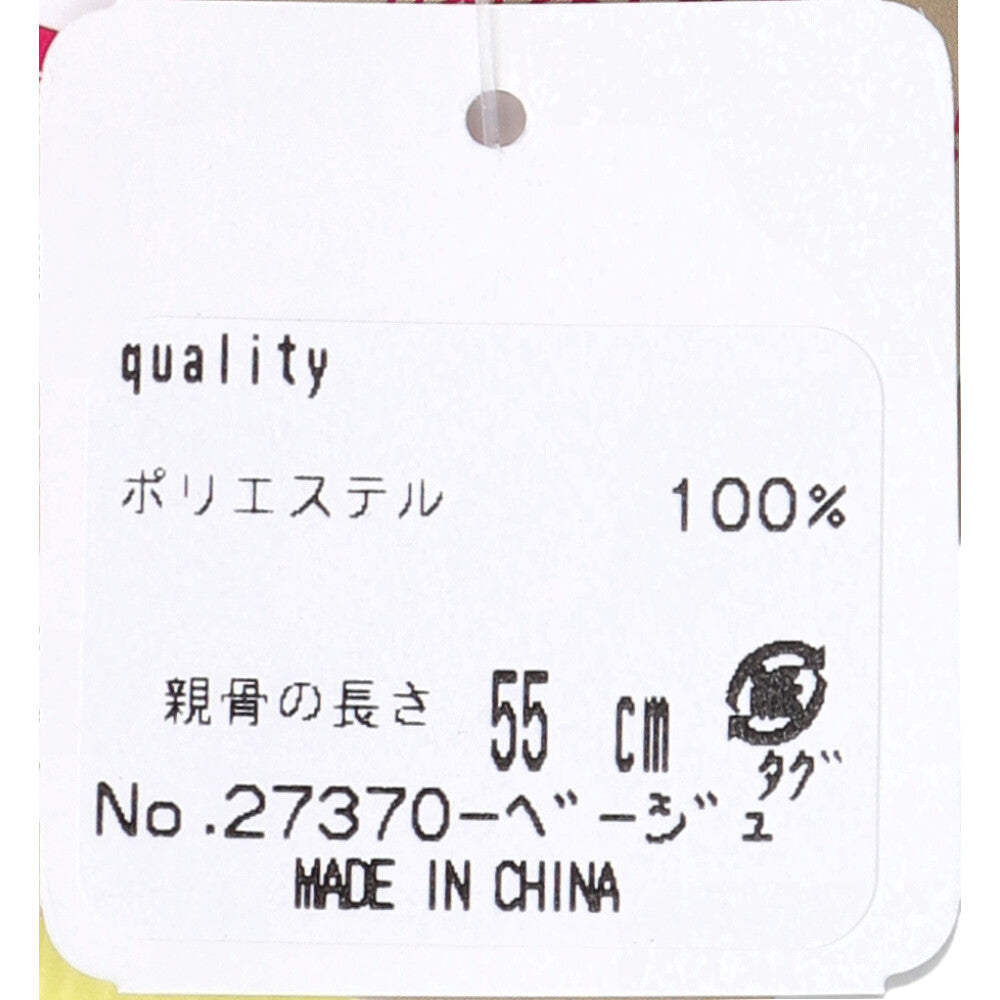 quality
ポリエステル 100%
親骨の長さ 55 cm
タグ
No.27370-ベージュ
MADE IN CHINA